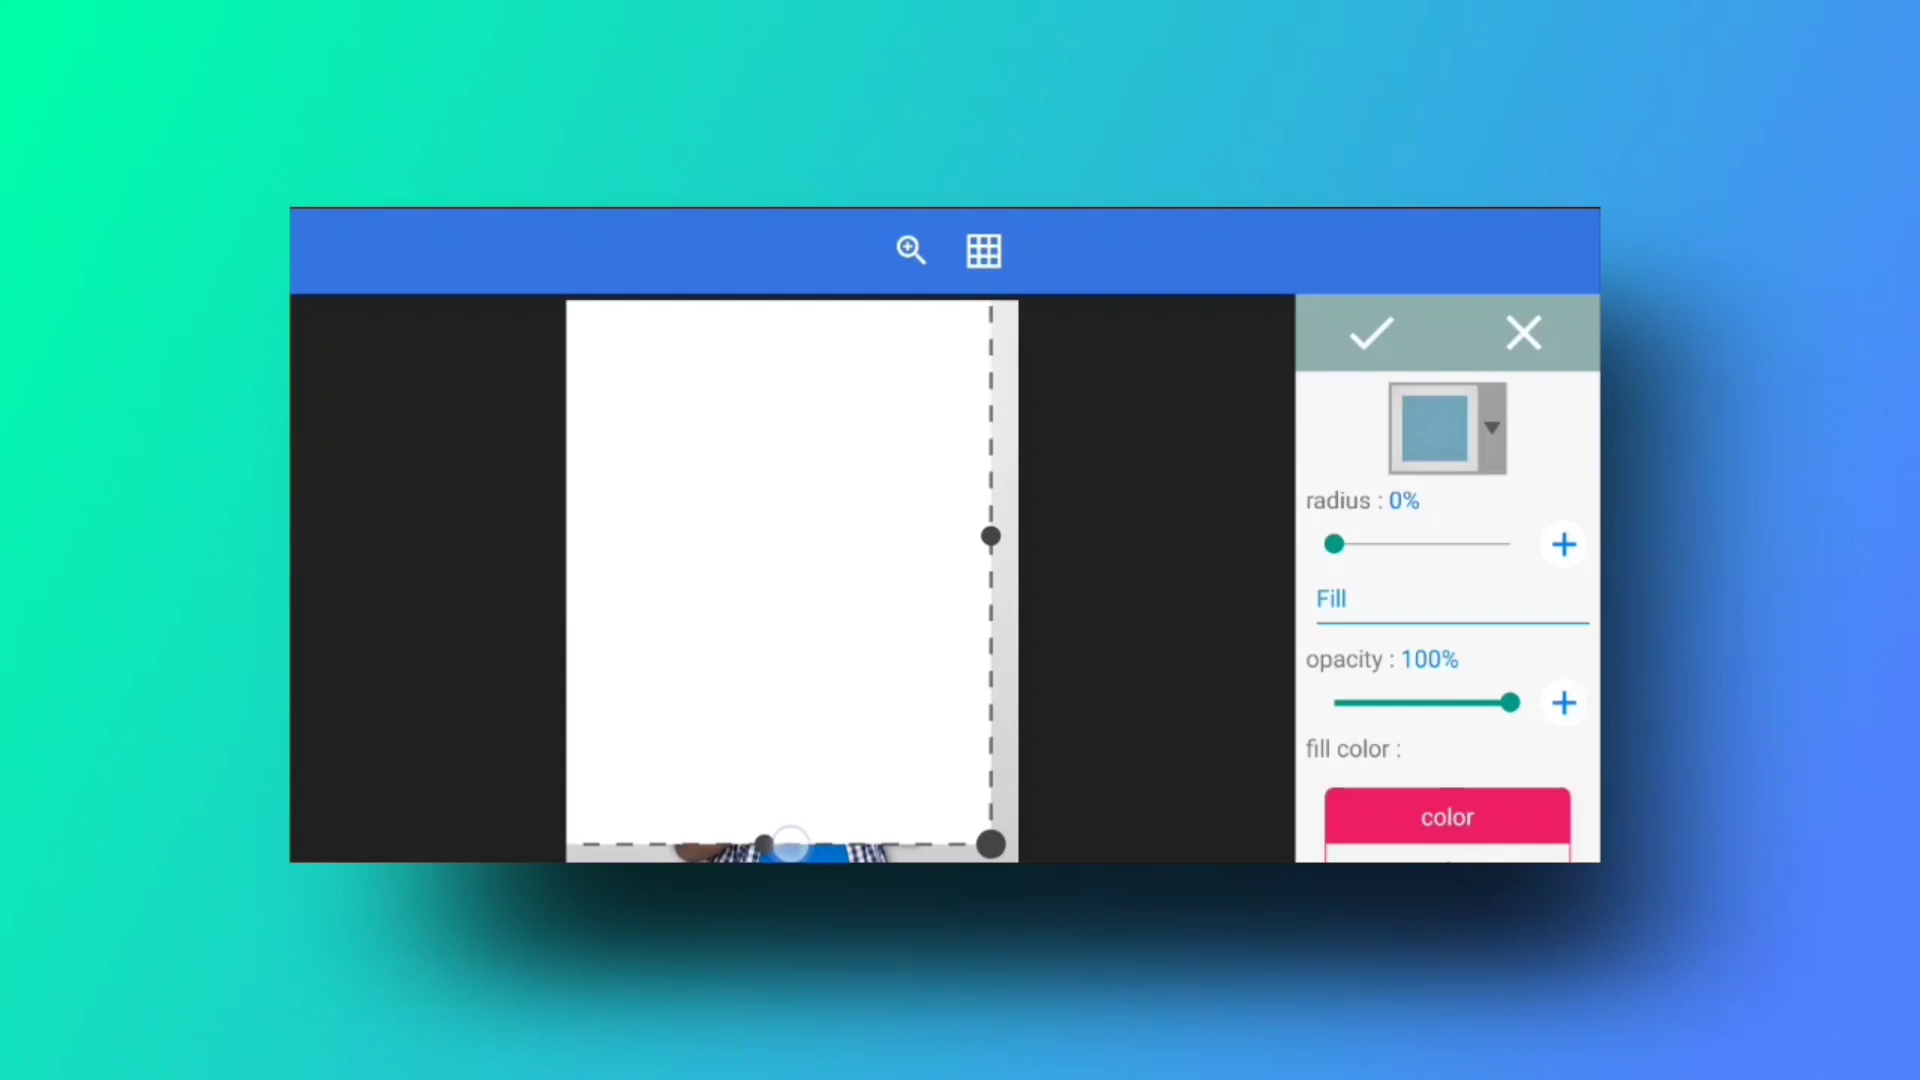 radius : 0%
Fill
opacity : 100%
fill color :
color